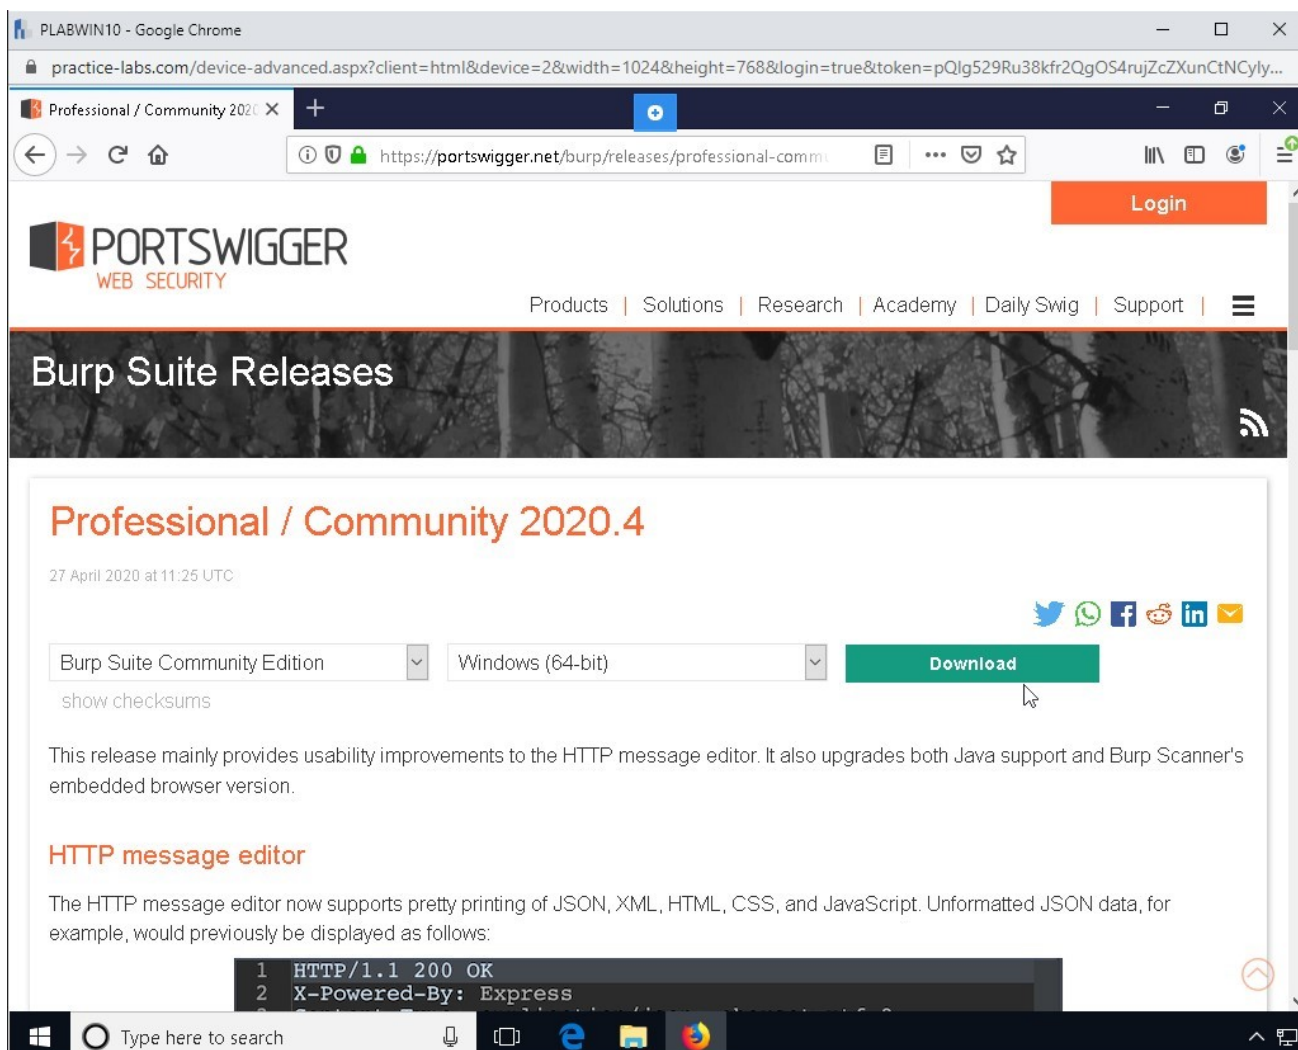 PLABWIN10 - Google Chrome
practice-labs.com/device-advanced.aspx?client=html&device=2&width=1024&height=768&login=true&token=pQlg529Ru38kfr2QgOS4rujZcZXunCtNCyly...
Professional / Community 2020
https://portswigger.net/burp/releases/professional-comm
Login
PORTSWIGGER
WEB SECURITY
Products | Solutions | Research | Academy | Daily Swig | Support |
Burp Suite Releases
Professional / Community 2020.4
27 April 2020 at 11:25 UTC
Burp Suite Community Edition Windows (64-bit) Download
show checksums
This release mainly provides usability improvements to the HTTP message editor. It also upgrades both Java support and Burp Scanner's
embedded browser version.
HTTP message editor
The HTTP message editor now supports pretty printing of JSON, XML, HTML, CSS, and JavaScript. Unformatted JSON data, for
example, would previously be displayed as follows:
1 HTTP/1.1 200 OK
2 X-Powered-By: Express
Type here to search